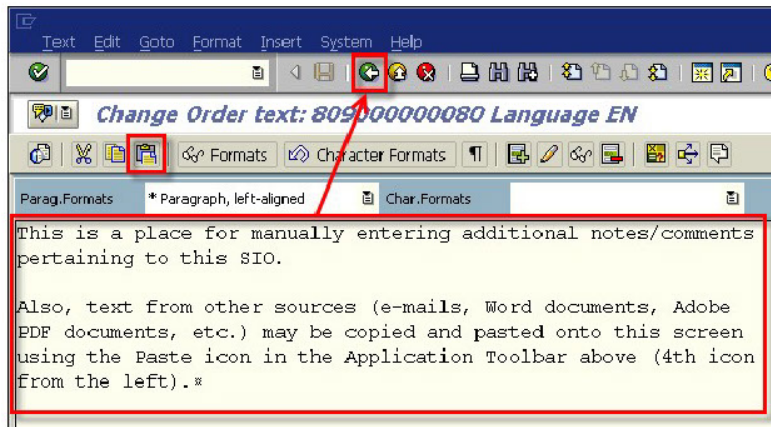 Text Edit Goto Format Insert System Help
Change Order text: 809000000080 Language EN
Formats Character Formats
Parag.Formats * Paragraph, left-aligned Char.Formats
This is a place for manually entering additional notes/comments
pertaining to this SIO.
Also, text from other sources (e-mails, Word documents, Adobe
PDF documents, etc.) may be copied and pasted onto this screen
using the Paste icon in the Application Toolbar above (4th icon
from the left).¤